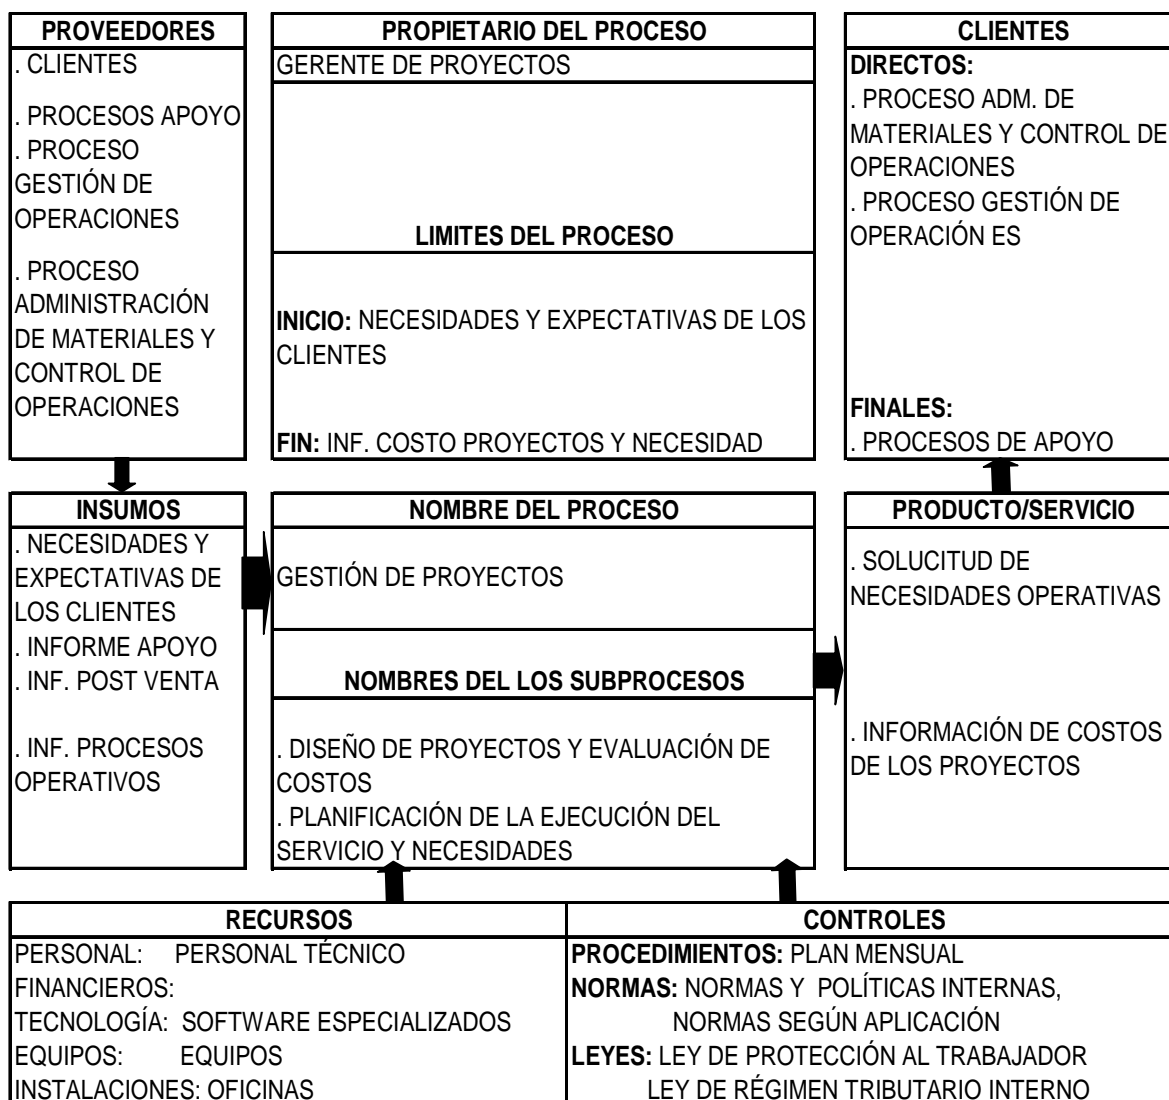 PROVEEDORES
. CLIENTES
. PROCESOS APOYO
. PROCESO
GESTIÓN DE
OPERACIONES
. PROCESO
ADMINISTRACIÓN
DE MATERIALES Y
CONTROL DE
OPERACIONES
PROPIETARIO DEL PROCESO
GERENTE DE PROYECTOS
LIMITES DEL PROCESO
INICIO: NECESIDADES Y EXPECTATIVAS DE LOS
CLIENTES
FIN: INF. COSTO PROYECTOS Y NECESIDAD
CLIENTES
DIRECTOS:
. PROCESO ADM. DE
MATERIALES Y CONTROL DE
OPERACIONES
. PROCESO GESTIÓN DE
OPERACIÓN ES
FINALES:
. PROCESOS DE APOYO
INSUMOS
. NECESIDADES Y
EXPECTATIVAS DE
LOS CLIENTES
. INFORME APOYO
. INF. POST VENTA
. INF. PROCESOS
OPERATIVOS
NOMBRE DEL PROCESO
GESTIÓN DE PROYECTOS
NOMBRES DEL LOS SUBPROCESOS
. DISEÑO DE PROYECTOS Y EVALUACIÓN DE
COSTOS
. PLANIFICACIÓN DE LA EJECUCIÓN DEL
SERVICIO Y NECESIDADES
PRODUCTO/SERVICIO
. SOLUCITUD DE
NECESIDADES OPERATIVAS
. INFORMACIÓN DE COSTOS
DE LOS PROYECTOS
RECURSOS
PERSONAL: PERSONAL TÉCNICO
FINANCIEROS:
TECNOLOGÍA: SOFTWARE ESPECIALIZADOS
EQUIPOS: EQUIPOS
INSTALACIONES: OFICINAS
CONTROLES
PROCEDIMIENTOS: PLAN MENSUAL
NORMAS: NORMAS Y POLÍTICAS INTERNAS,
NORMAS SEGÚN APLICACIÓN
LEYES: LEY DE PROTECCIÓN AL TRABAJADOR
LEY DE RÉGIMEN TRIBUTARIO INTERNO